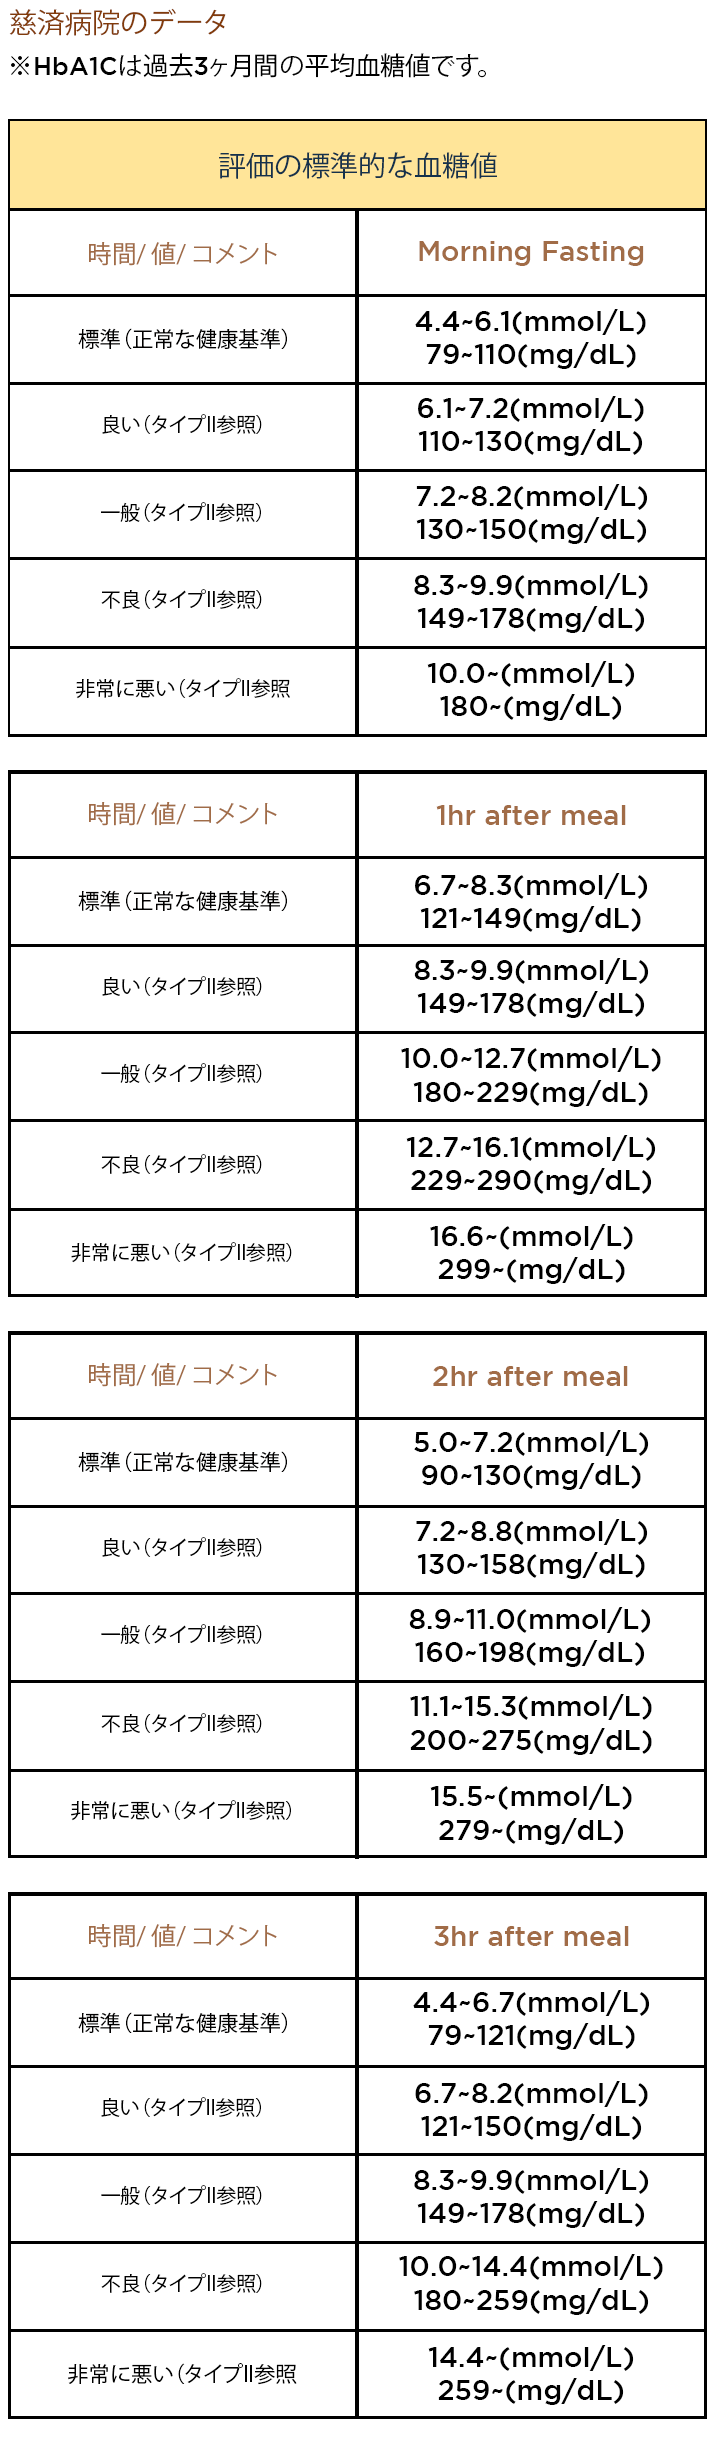 慈済病院のデータ
※HbA1Cは過去3ヶ月間の平均血糖値です。
評価の標準的な血糖値
時間/ 値/ コメント
Morning Fasting
標準（正常な健康基準）
4.4~6.1(mmol/L)
79~110(mg/dL)
良い（タイプII参照）
6.1~7.2(mmol/L)
110~130(mg/dL)
一般（タイプII参照）
7.2~8.2(mmol/L)
130~150(mg/dL)
不良（タイプII参照）
8.3~9.9(mmol/L)
149~178(mg/dL)
非常に悪い（タイプII参照
10.0~(mmol/L)
180~(mg/dL)
時間/ 値/ コメント
1hr after meal
標準（正常な健康基準）
6.7~8.3(mmol/L)
121~149(mg/dL)
良い（タイプII参照）
8.3~9.9(mmol/L)
149~178(mg/dL)
一般（タイプII参照）
10.0~12.7(mmol/L)
180~229(mg/dL)
不良（タイプII参照）
12.7~16.1(mmol/L)
229~290(mg/dL)
非常に悪い（タイプII参照）
16.6~(mmol/L)
299~(mg/dL)
時間/ 値/ コメント
2hr after meal
標準（正常な健康基準）
5.0~7.2(mmol/L)
90~130(mg/dL)
良い（タイプII参照）
7.2~8.8(mmol/L)
130~158(mg/dL)
一般（タイプII参照）
8.9~11.0(mmol/L)
160~198(mg/dL)
不良（タイプII参照）
11.1~15.3(mmol/L)
200~275(mg/dL)
非常に悪い（タイプII参照）
15.5~(mmol/L)
279~(mg/dL)
時間/ 値/ コメント
3hr after meal
標準（正常な健康基準）
4.4~6.7(mmol/L)
79~121(mg/dL)
良い（タイプII参照）
6.7~8.2(mmol/L)
121~150(mg/dL)
一般（タイプII参照）
8.3~9.9(mmol/L)
149~178(mg/dL)
不良（タイプII参照）
10.0~14.4(mmol/L)
180~259(mg/dL)
非常に悪い（タイプII参照
14.4~(mmol/L)
259~(mg/dL)